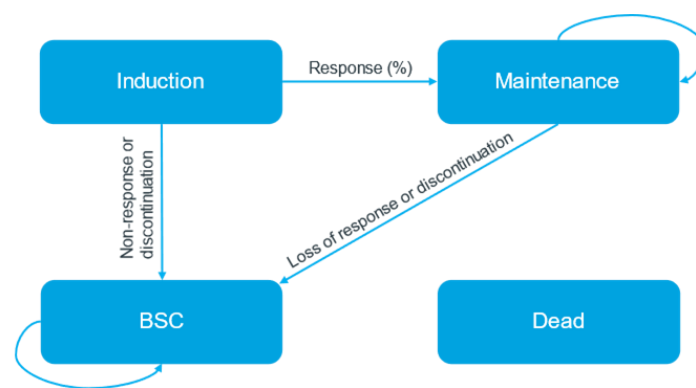 Induction
Response (%)
Maintenance
Non-response or
discontinuation
Loss of response or discontinuation
BSC
Dead